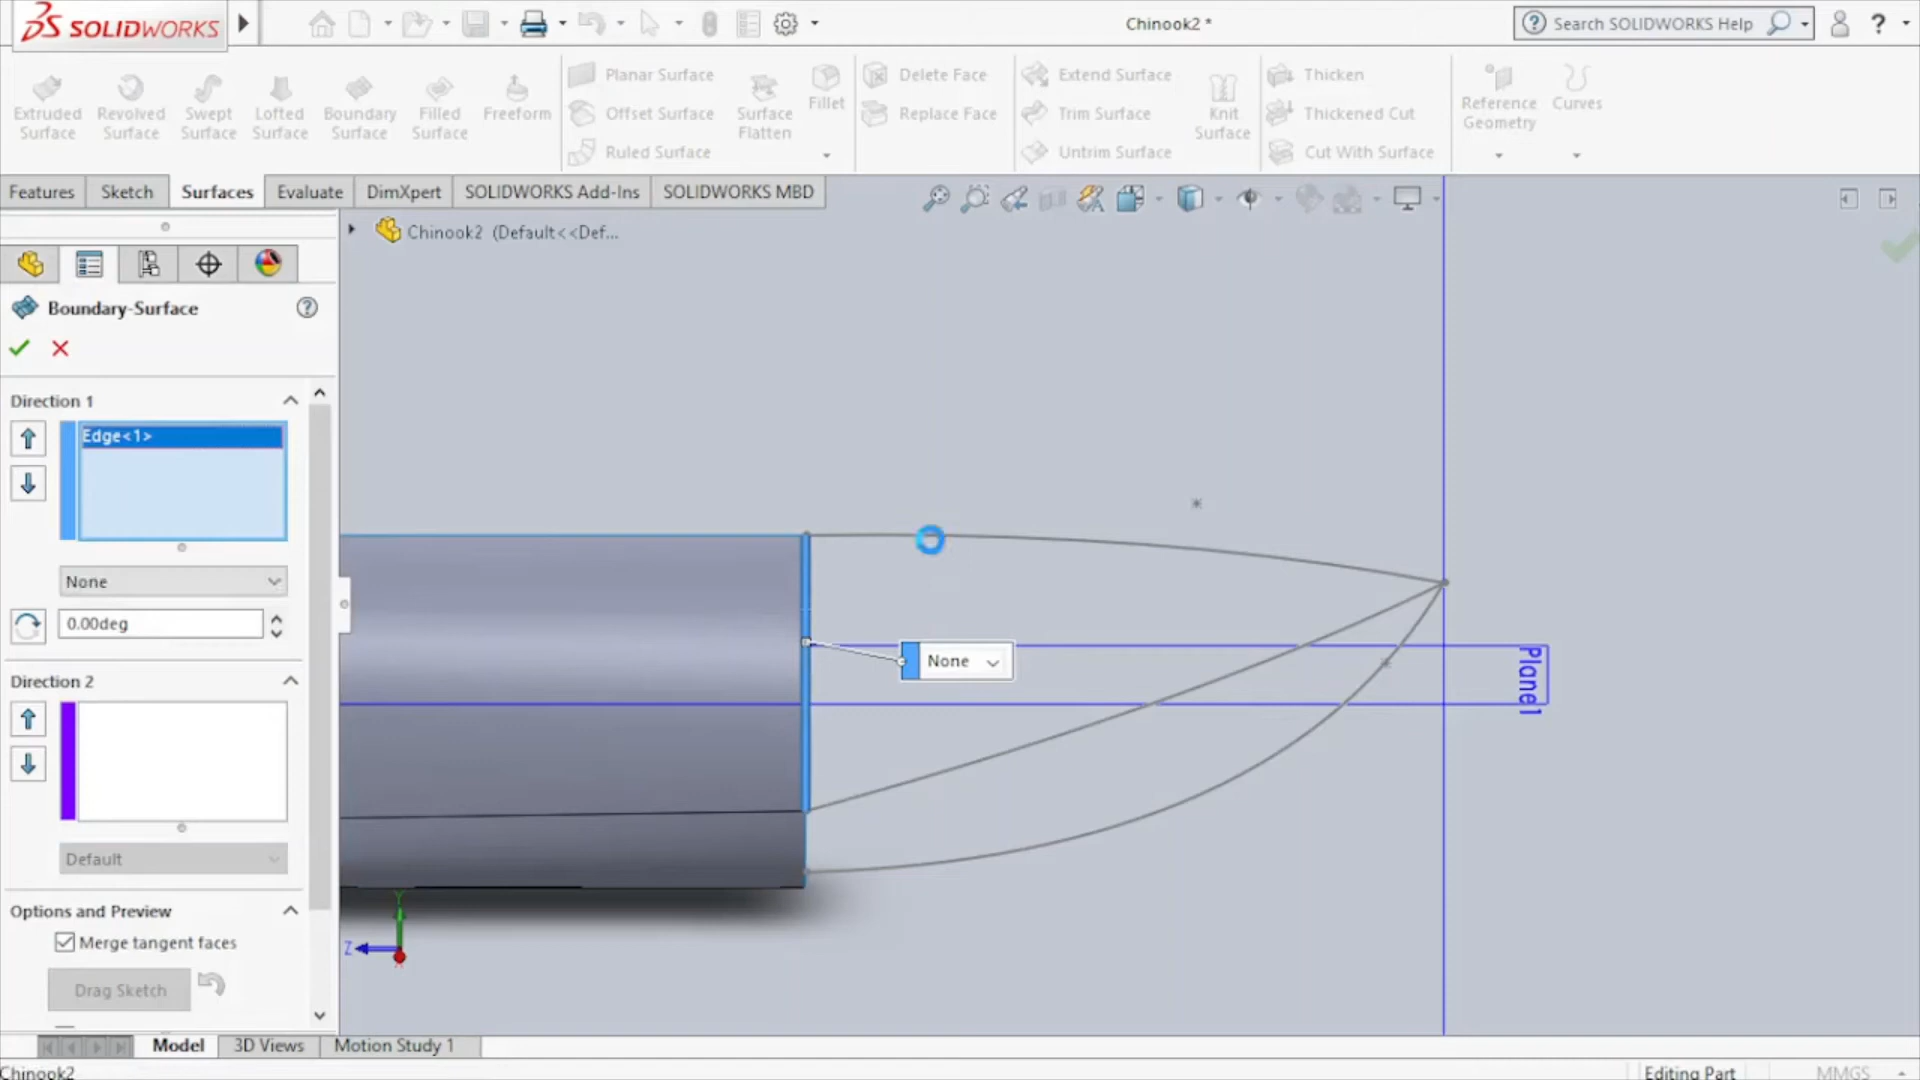 SOLIDWORKS
Chinook2 *
Search SOLIDWORKS Help
?
Extruded Surface
Revolved Surface
Swept Surface
Lofted Surface
Boundary Surface
Filled Surface
Freeform
Planar Surface
Offset Surface
Ruled Surface
Surface Flatten
Fillet
Delete Face
Replace Face
Extend Surface
Trim Surface
Untrim Surface
Knit Surface
Thicken
Thickened Cut
Cut With Surface
Reference Geometry
Curves
Features
Sketch
Surfaces
Evaluate
DimXpert
SOLIDWORKS Add-Ins
SOLIDWORKS MBD
Chinook2 (Default<<Def...
Boundary-Surface
?
Direction 1
Edge<1>
None
0.00deg
Direction 2
Default
Options and Preview
Merge tangent faces
Drag Sketch
None
Plane1
Y
Z
X
Model
3D Views
Motion Study 1
Chinook2
Editing Part
MMGS